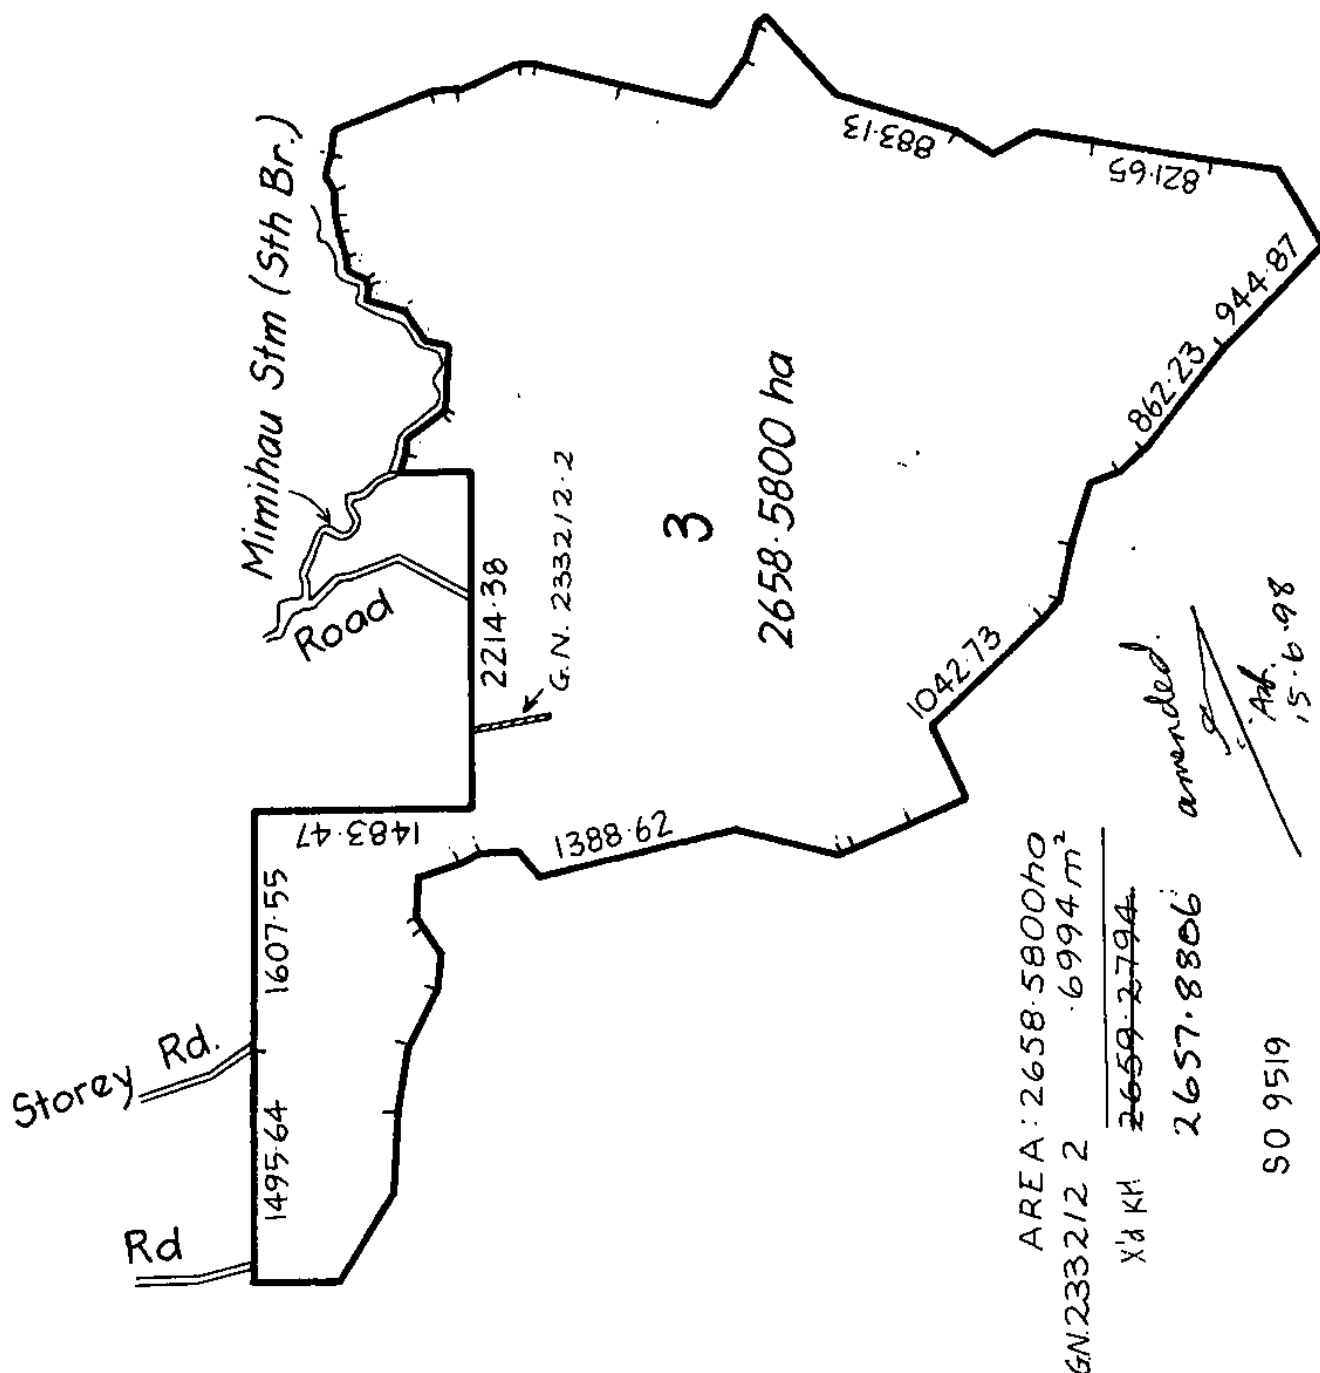 Mimihau Stm (Sth Br.)
Road
2214·38
G.N. 233212·2
3
2658·5800 ha
883·13
821·65
944·87
862·23
1042·73
1388·62
1483·47
1607·55
1495·64
Storey Rd.
Rd
AREA: 2658·5800ha
GN.233212 2 ·6994m²
X'd KH 2659·2794
2657·8806 amended.
15·6·98
SO 9519